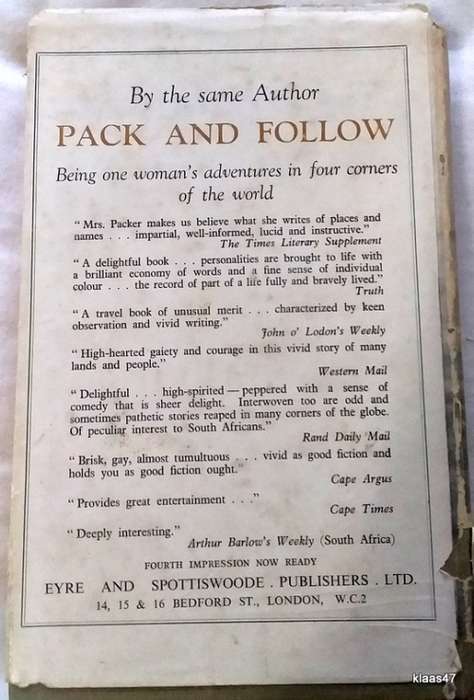 By the same Author
PACK AND FOLLOW
Being one woman's adventures in four corners
of the world
" Mrs. Packer makes us believe what she writes of places and
names . . . impartial, well-informed, lucid and instructive."
The Times Literary Supplement
" A delightful book . . . personalities are brought to life with
a brilliant economy of words and a fine sense of individual
colour . . . the record of part of a life fully and bravely lived."
Truth
" A travel book of unusual merit . . . characterized by keen
observation and vivid writing."
John o' Lodon's Weekly
" High-hearted gaiety and courage in this vivid story of many
lands and people."
Western Mail
" Delightful . . . high-spirited — peppered with a sense of
comedy that is sheer delight. Interwoven too are odd and
sometimes pathetic stories reaped in many corners of the globe.
Of peculiar interest to South Africans."
Rand Daily Mail
" Brisk, gay, almost tumultuous . . . vivid as good fiction and
holds you as good fiction ought."
Cape Argus
" Provides great entertainment . . ."
Cape Times
" Deeply interesting."
Arthur Barlow's Weekly (South Africa)
FOURTH IMPRESSION NOW READY
EYRE AND SPOTTISWOODE . PUBLISHERS . LTD.
14, 15 & 16 BEDFORD ST., LONDON, W.C.2
klaas47